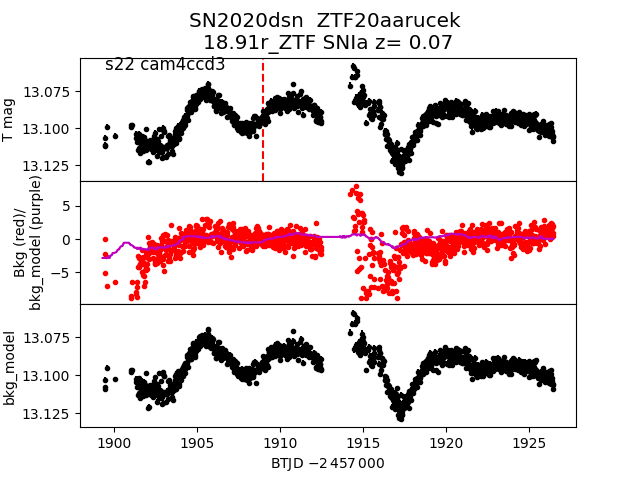 SN2020dsn  ZTF20aarucek
18.91r_ZTF SNIa z= 0.07
s22 cam4ccd3
T mag
13.075
13.100
13.125
Bkg (red)/
bkg_model (purple)
5
0
−5
bkg_model
13.075
13.100
13.125
1900 1905 1910 1915 1920 1925
BTJD −2 457 000